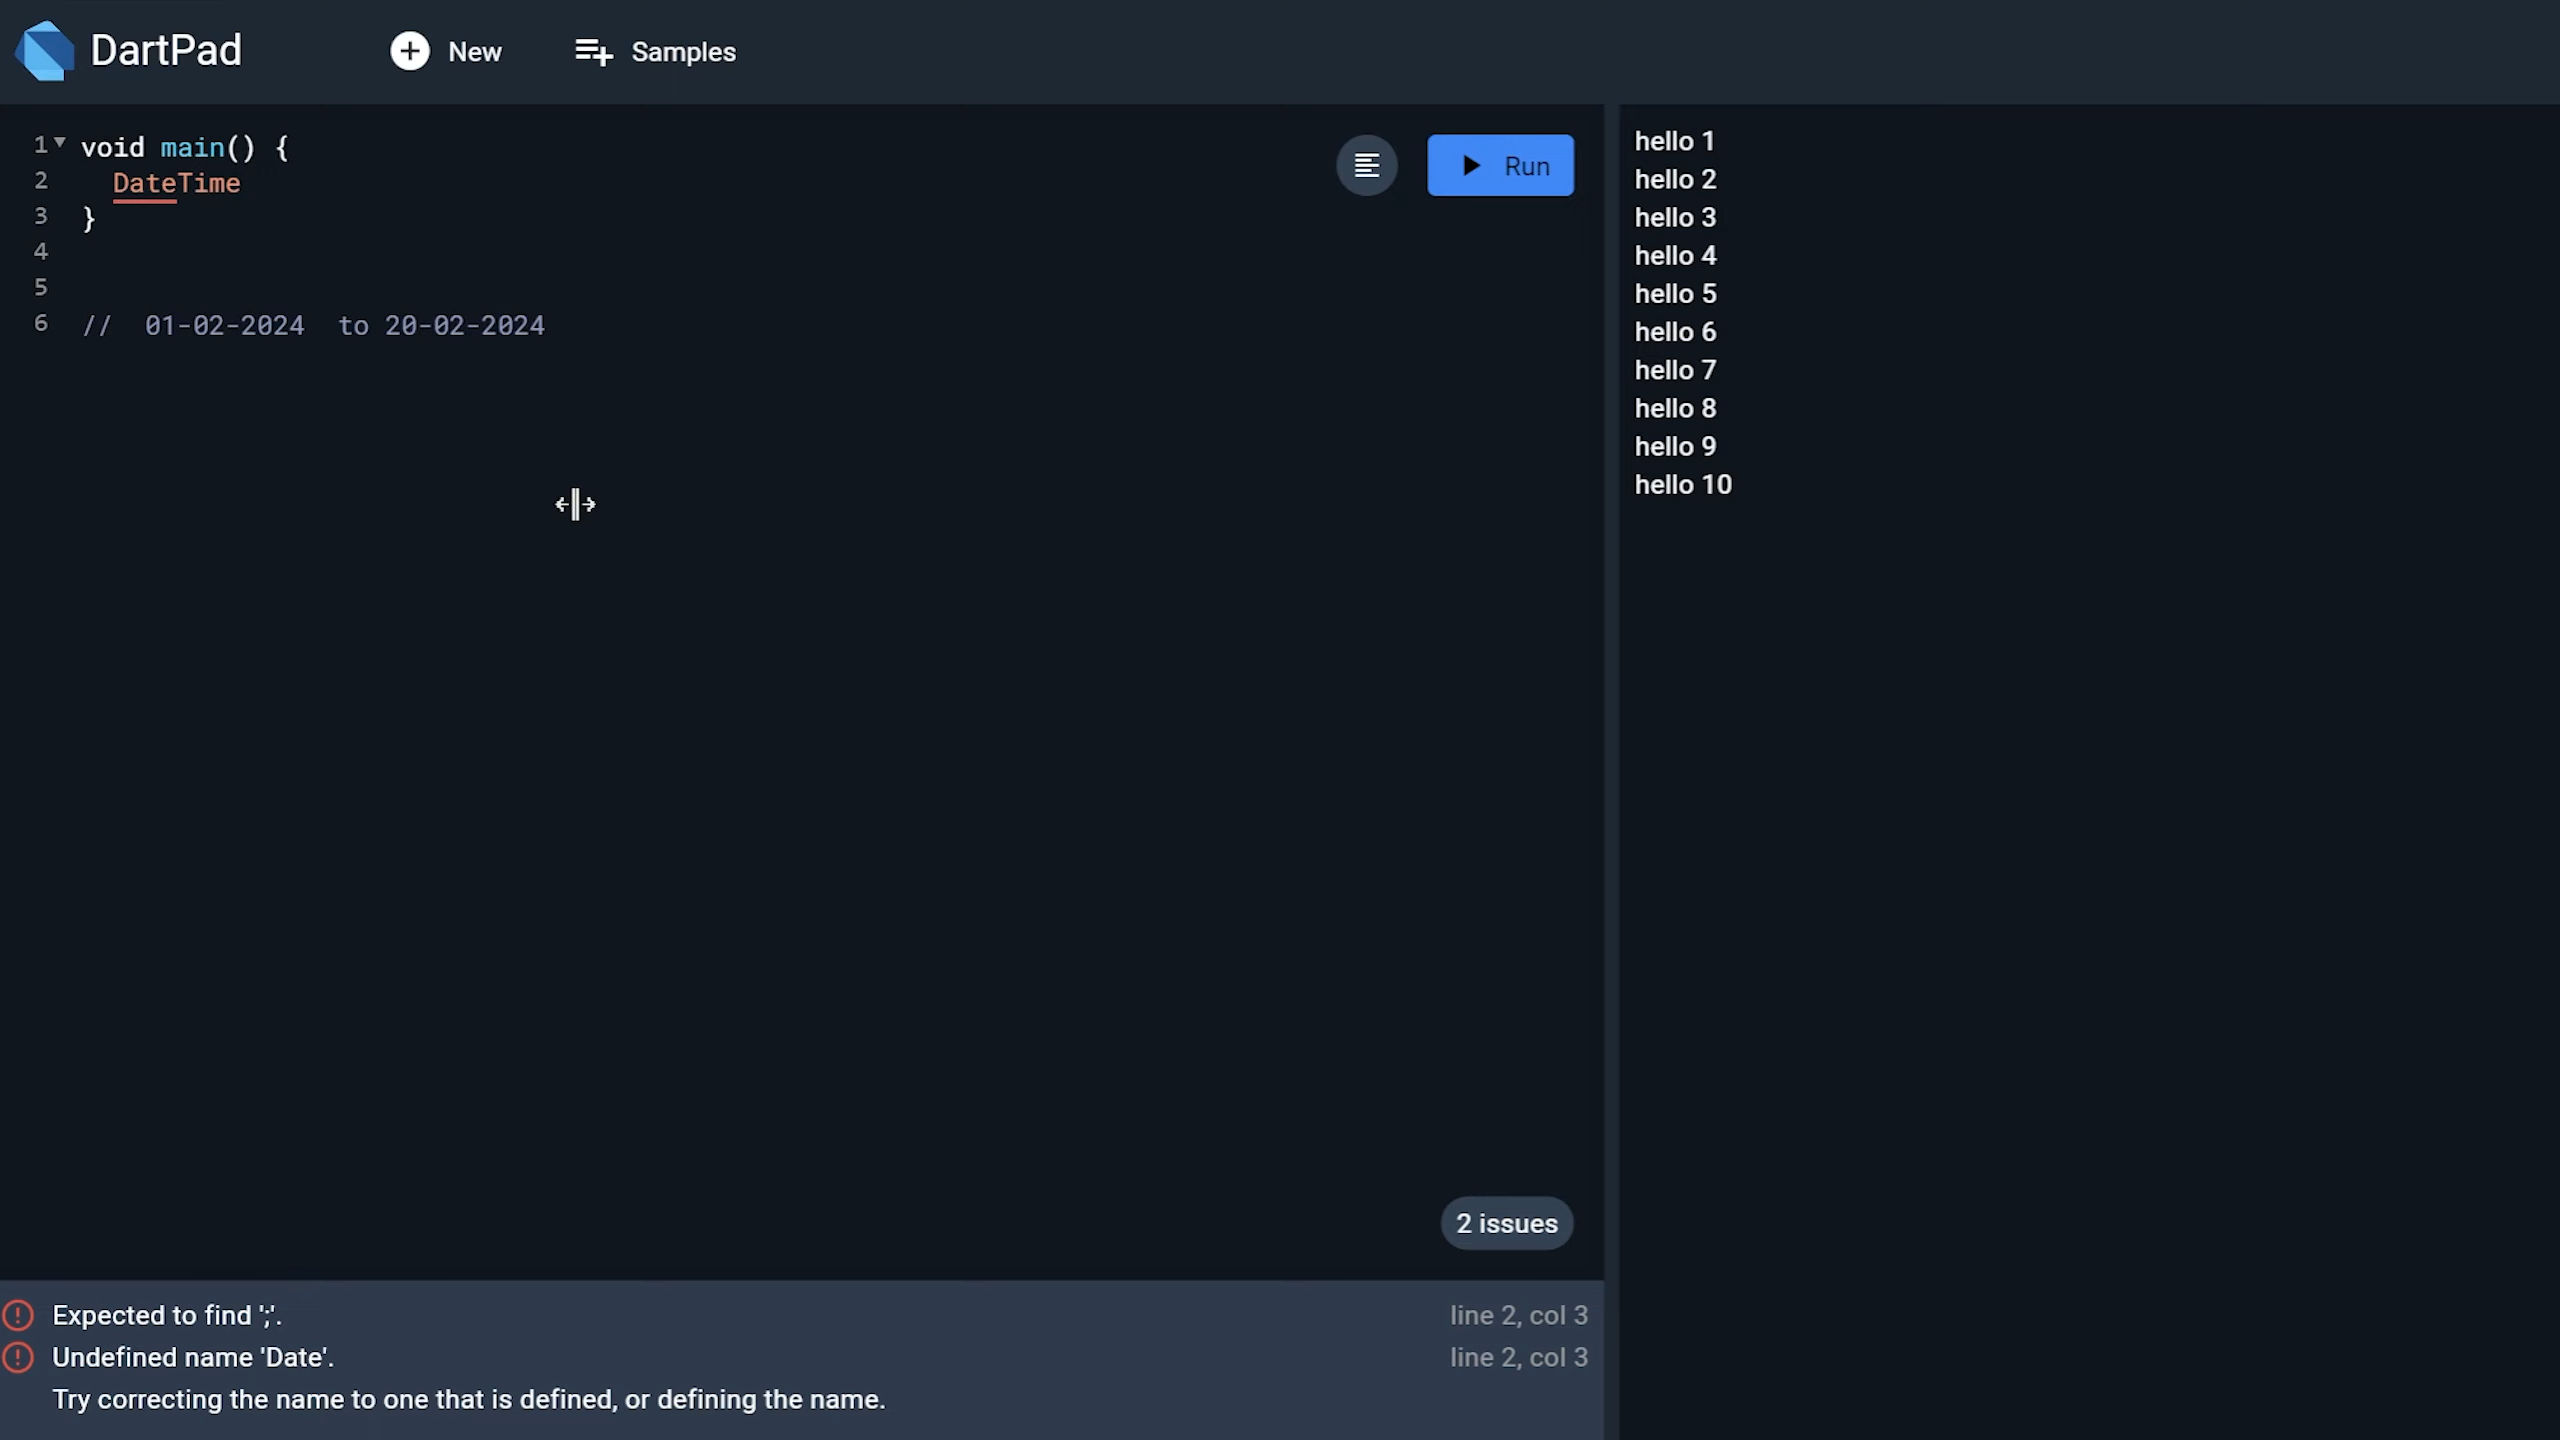 DartPad
New
Samples
1 void main() {
2 DateTime
3 }
4
5
6 //  01-02-2024  to 20-02-2024
Run
2 issues
Expected to find ';'. line 2, col 3
Undefined name 'Date'. line 2, col 3
Try correcting the name to one that is defined, or defining the name.
hello 1
hello 2
hello 3
hello 4
hello 5
hello 6
hello 7
hello 8
hello 9
hello 10